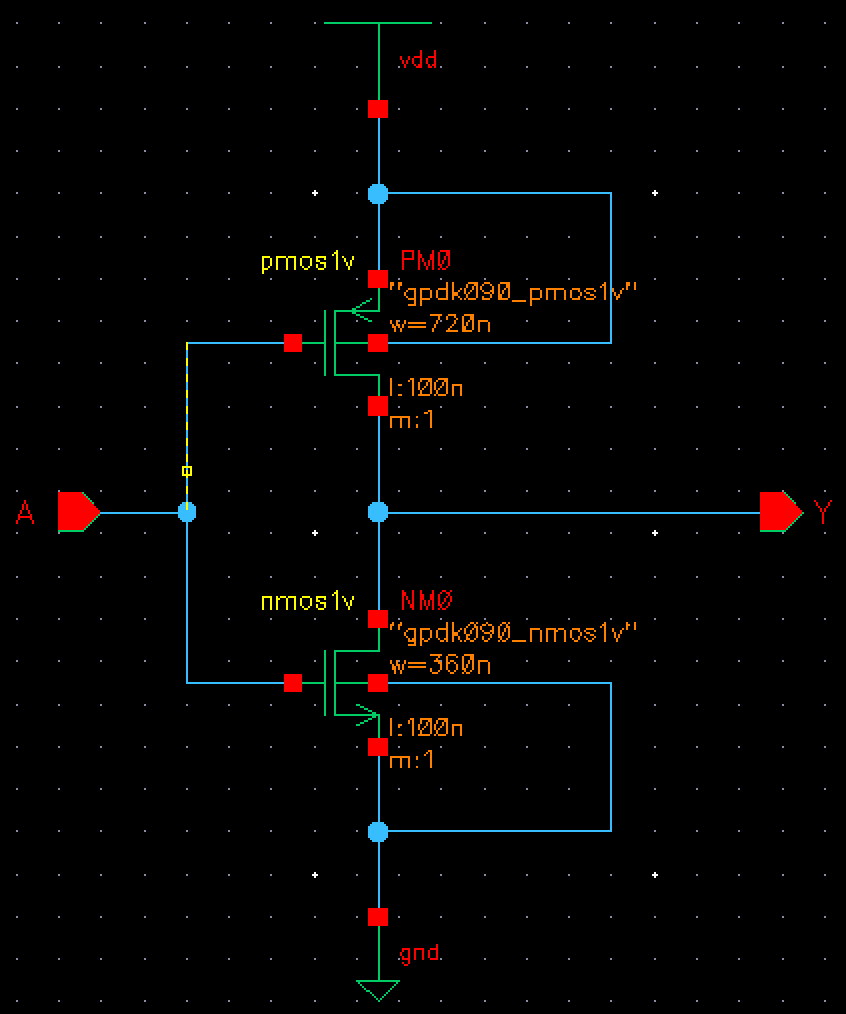 vdd
pmos1v PM0
"gpdk090_pmos1v"
w=720n
l:100n
m:1
A
Y
nmos1v NM0
"gpdk090_nmos1v"
w=360n
l:100n
m:1
gnd